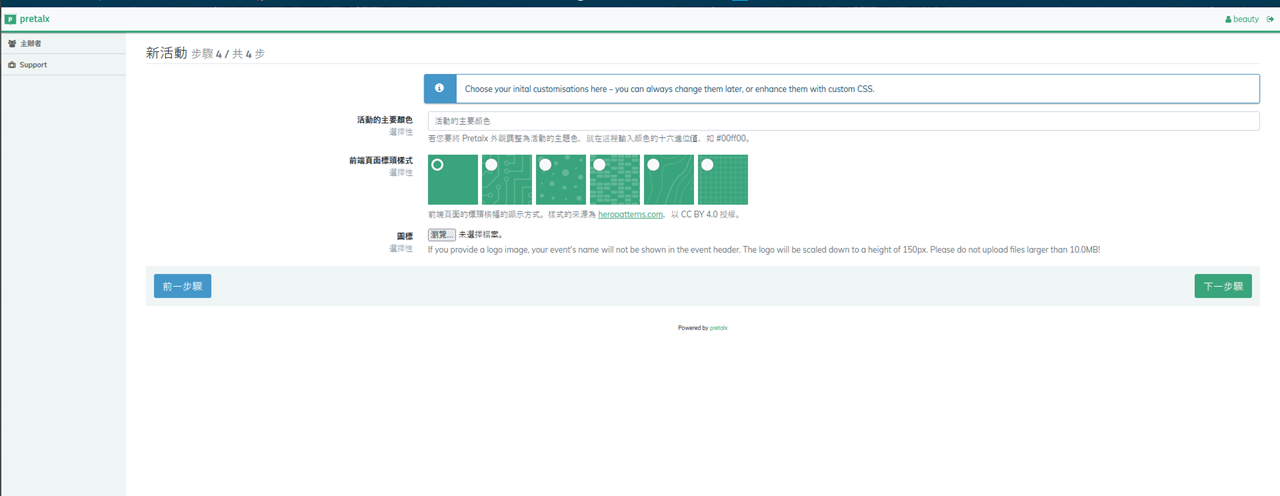 pretalx
beauty
主辦者
Support
新活動 步驟 4 / 共 4 步
Choose your inital customisations here – you can always change them later, or enhance them with custom CSS.
活動的主要顏色
選擇性
活動的主要顏色
若您要將 Pretalx 外觀調整為活動的主題色，就在這裡輸入顏色的十六進位值，如 #00ff00。
前端頁面標頭樣式
選擇性
前端頁面的標頭橫幅的顯示方式。樣式的來源為 heropatterns.com，以 CC BY 4.0 授權。
圖標
選擇性
瀏覽... 未選擇檔案。
If you provide a logo image, your event's name will not be shown in the event header. The logo will be scaled down to a height of 150px. Please do not upload files larger than 10.0MB!
前一步驟
下一步驟
Powered by pretalx